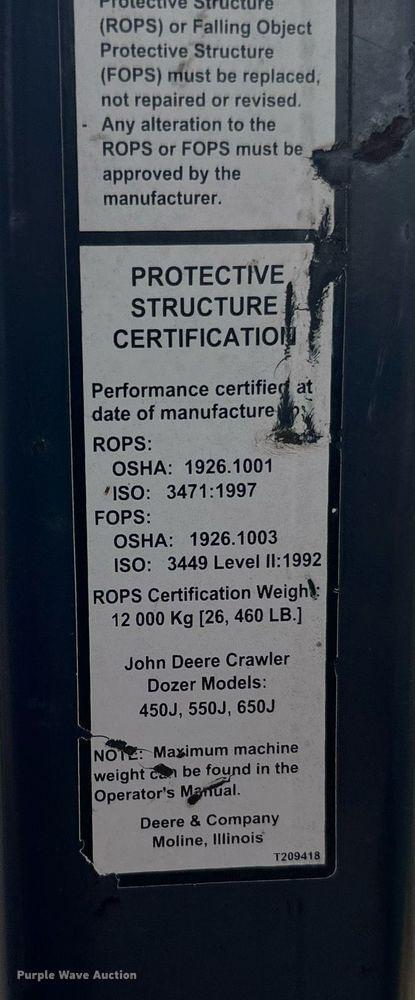 Protective Structure
(ROPS) or Falling Object
Protective Structure
(FOPS) must be replaced,
not repaired or revised.
- Any alteration to the
ROPS or FOPS must be
approved by the
manufacturer.
PROTECTIVE
STRUCTURE
CERTIFICATION
Performance certified at
date of manufacture
ROPS:
OSHA: 1926.1001
ISO: 3471:1997
FOPS:
OSHA: 1926.1003
ISO: 3449 Level II:1992
ROPS Certification Weight:
12 000 Kg [26, 460 LB.]
John Deere Crawler
Dozer Models:
450J, 550J, 650J
NOTE: Maximum machine
weight can be found in the
Operator's Manual.
Deere & Company
Moline, Illinois
T209418
Purple Wave Auction